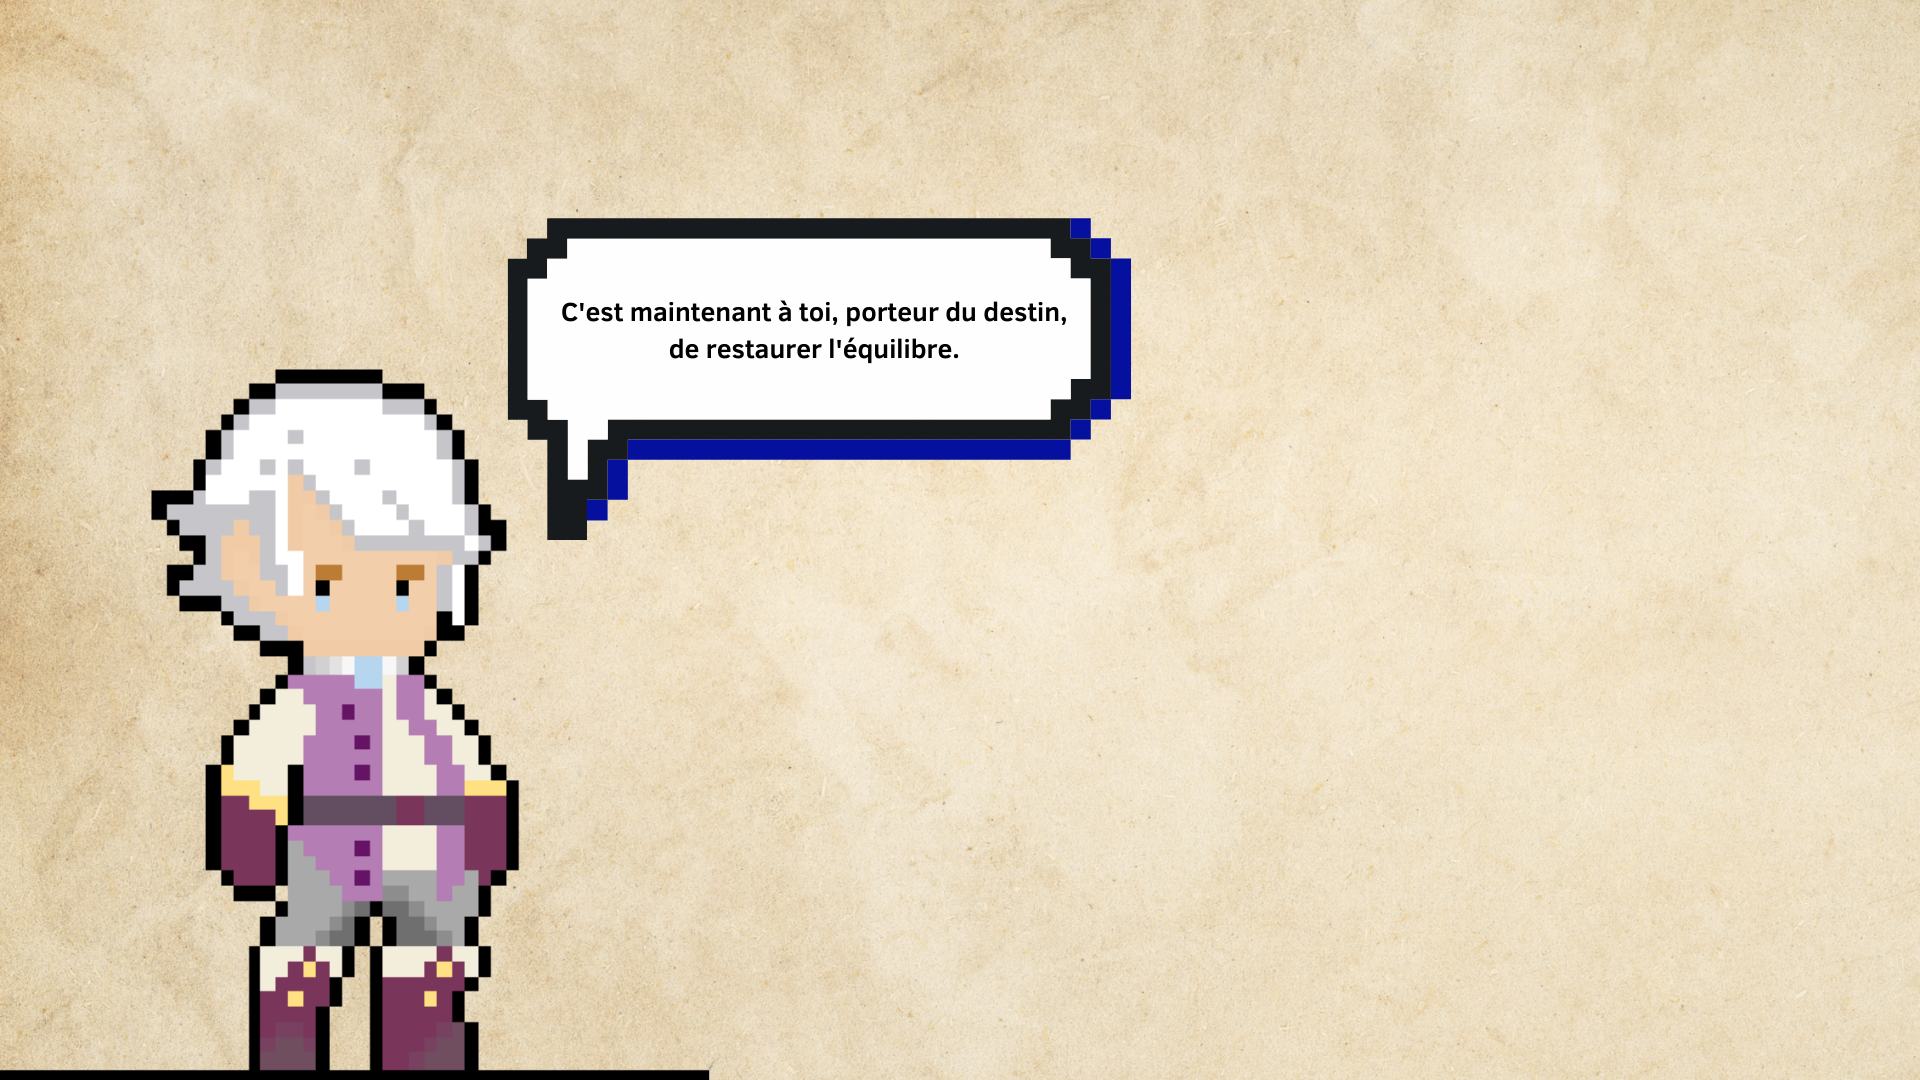 C'est maintenant à toi, porteur du destin,
de restaurer l'équilibre.